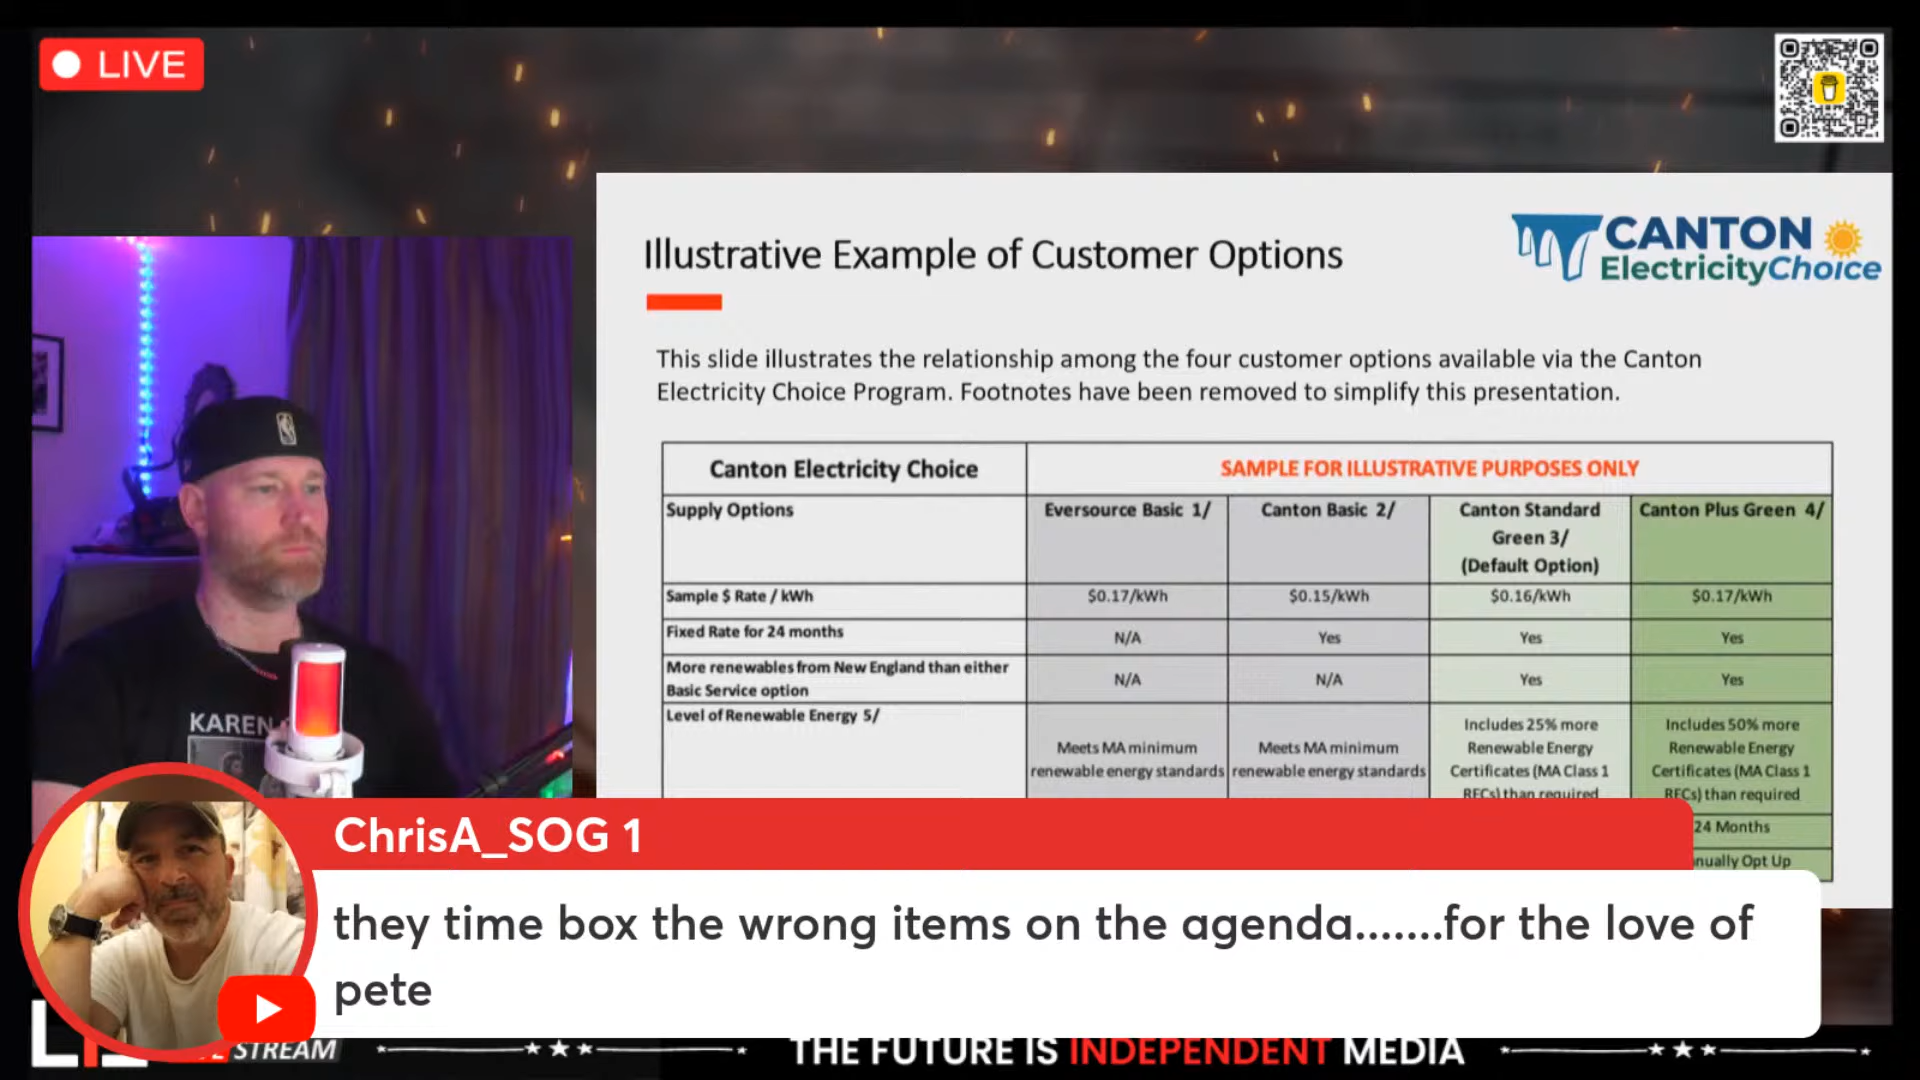 LIVE
CANTON
ElectricityChoice
Illustrative Example of Customer Options
This slide illustrates the relationship among the four customer options available via the Canton
Electricity Choice Program. Footnotes have been removed to simplify this presentation.
Canton Electricity Choice
SAMPLE FOR ILLUSTRATIVE PURPOSES ONLY
Supply Options
Eversource Basic 1/
Canton Basic 2/
Canton Standard
Green 3/
(Default Option)
Canton Plus Green 4/
Sample $ Rate / kWh
$0.17/kWh
$0.15/kWh
$0.16/kWh
$0.17/kWh
Fixed Rate for 24 months
N/A
Yes
Yes
Yes
More renewables from New England than either
Basic Service option
N/A
N/A
Yes
Yes
Level of Renewable Energy 5/
Meets MA minimum
renewable energy standards
Meets MA minimum
renewable energy standards
Includes 25% more
Renewable Energy
Certificates (MA Class 1
RECs) than required
Includes 50% more
Renewable Energy
Certificates (MA Class 1
RECs) than required
24 Months
nually Opt Up
KAREN
ChrisA_SOG 1
they time box the wrong items on the agenda.......for the love of
pete
STREAM
THE FUTURE IS INDEPENDENT MEDIA